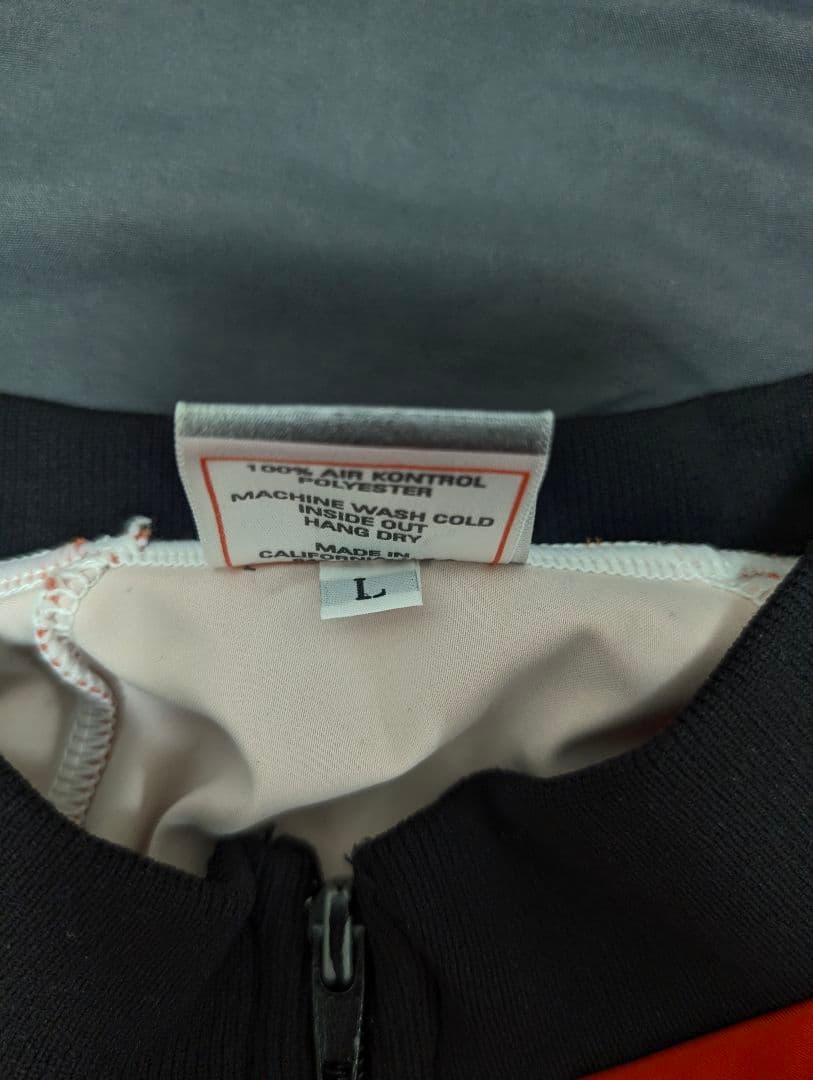 100% AIR KONTROL
POLYESTER
MACHINE WASH COLD
INSIDE OUT
HANG DRY
MADE IN
L